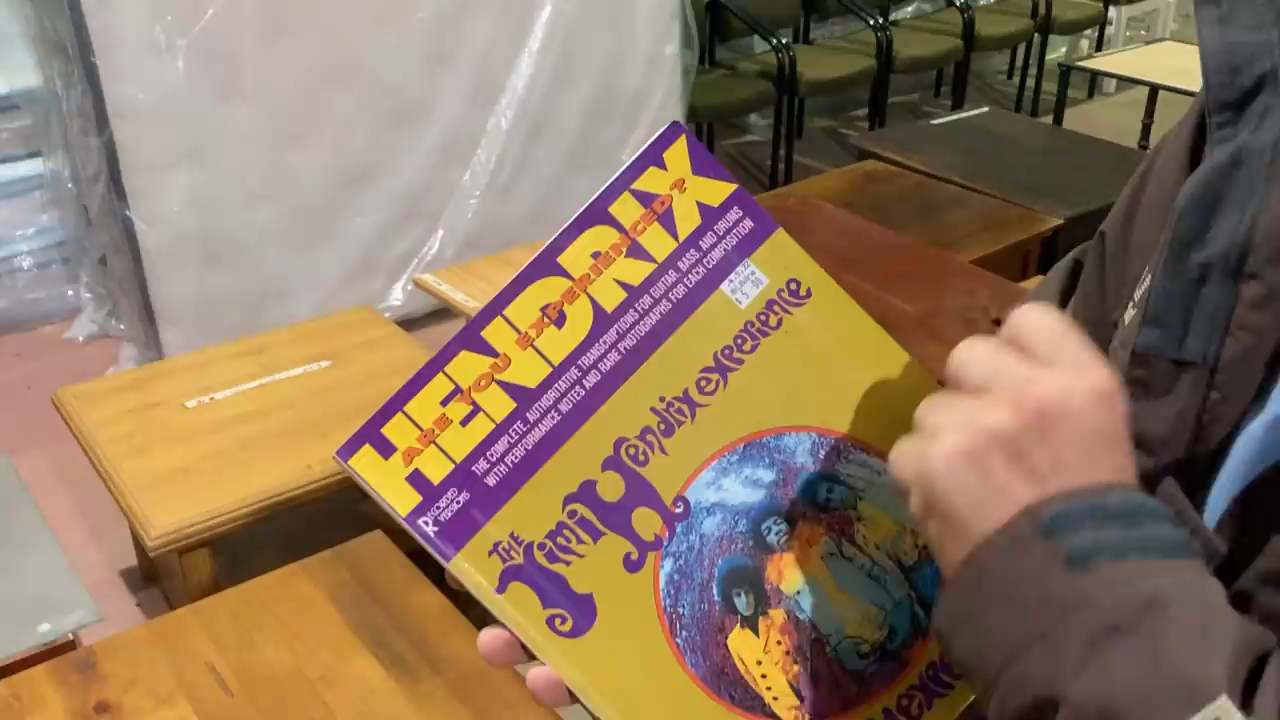 HENDRIX
ARE YOU EXPERIENCED?
THE COMPLETE, AUTHORITATIVE TRANSCRIPTIONS FOR GUITAR, BASS, AND DRUMS
WITH PERFORMANCE NOTES AND RARE PHOTOGRAPHS FOR EACH COMPOSITION
RECORDED
VERSIONS
THE Jimi Hendrix experience